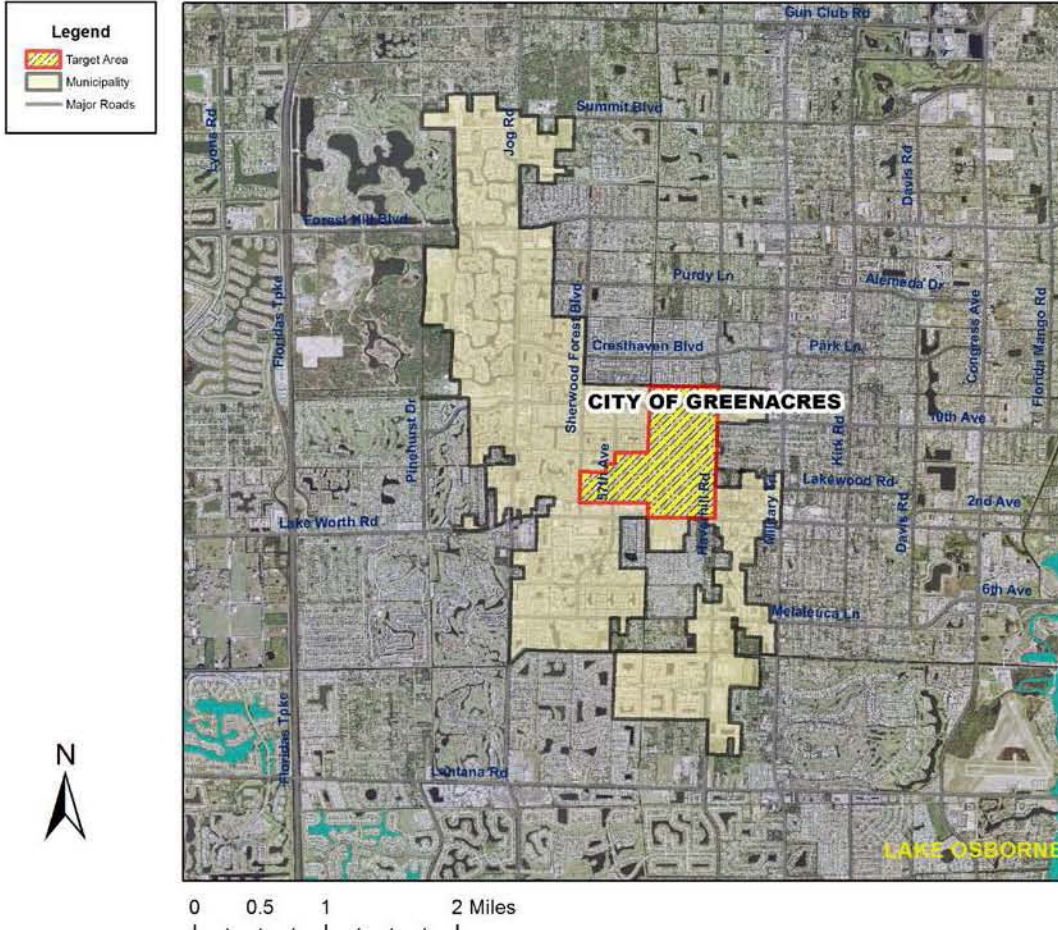 Legend
Target Area
Municipality
Major Roads
Gun Club Rd
Summit Blvd
Jog Rd
Lyons Rd
Davis Rd
Forest Hill Blvd
Purdy Ln
Alemeda Dr
Floridas Tpke
Sherwood Forest Blvd
Congress Ave
Florida Mango Rd
Cresthaven Blvd
Park Ln
CITY OF GREENACRES
10th Ave
Pinehurst Dr
Kirk Rd
57th Ave
Haverhill Rd
Military Trl
Lakewood Rd
2nd Ave
Davis Rd
Lake Worth Rd
6th Ave
Melaleuca Ln
Floridas Tpke
Lantana Rd
LAKE OSBORNE
N
0 0.5 1 2 Miles